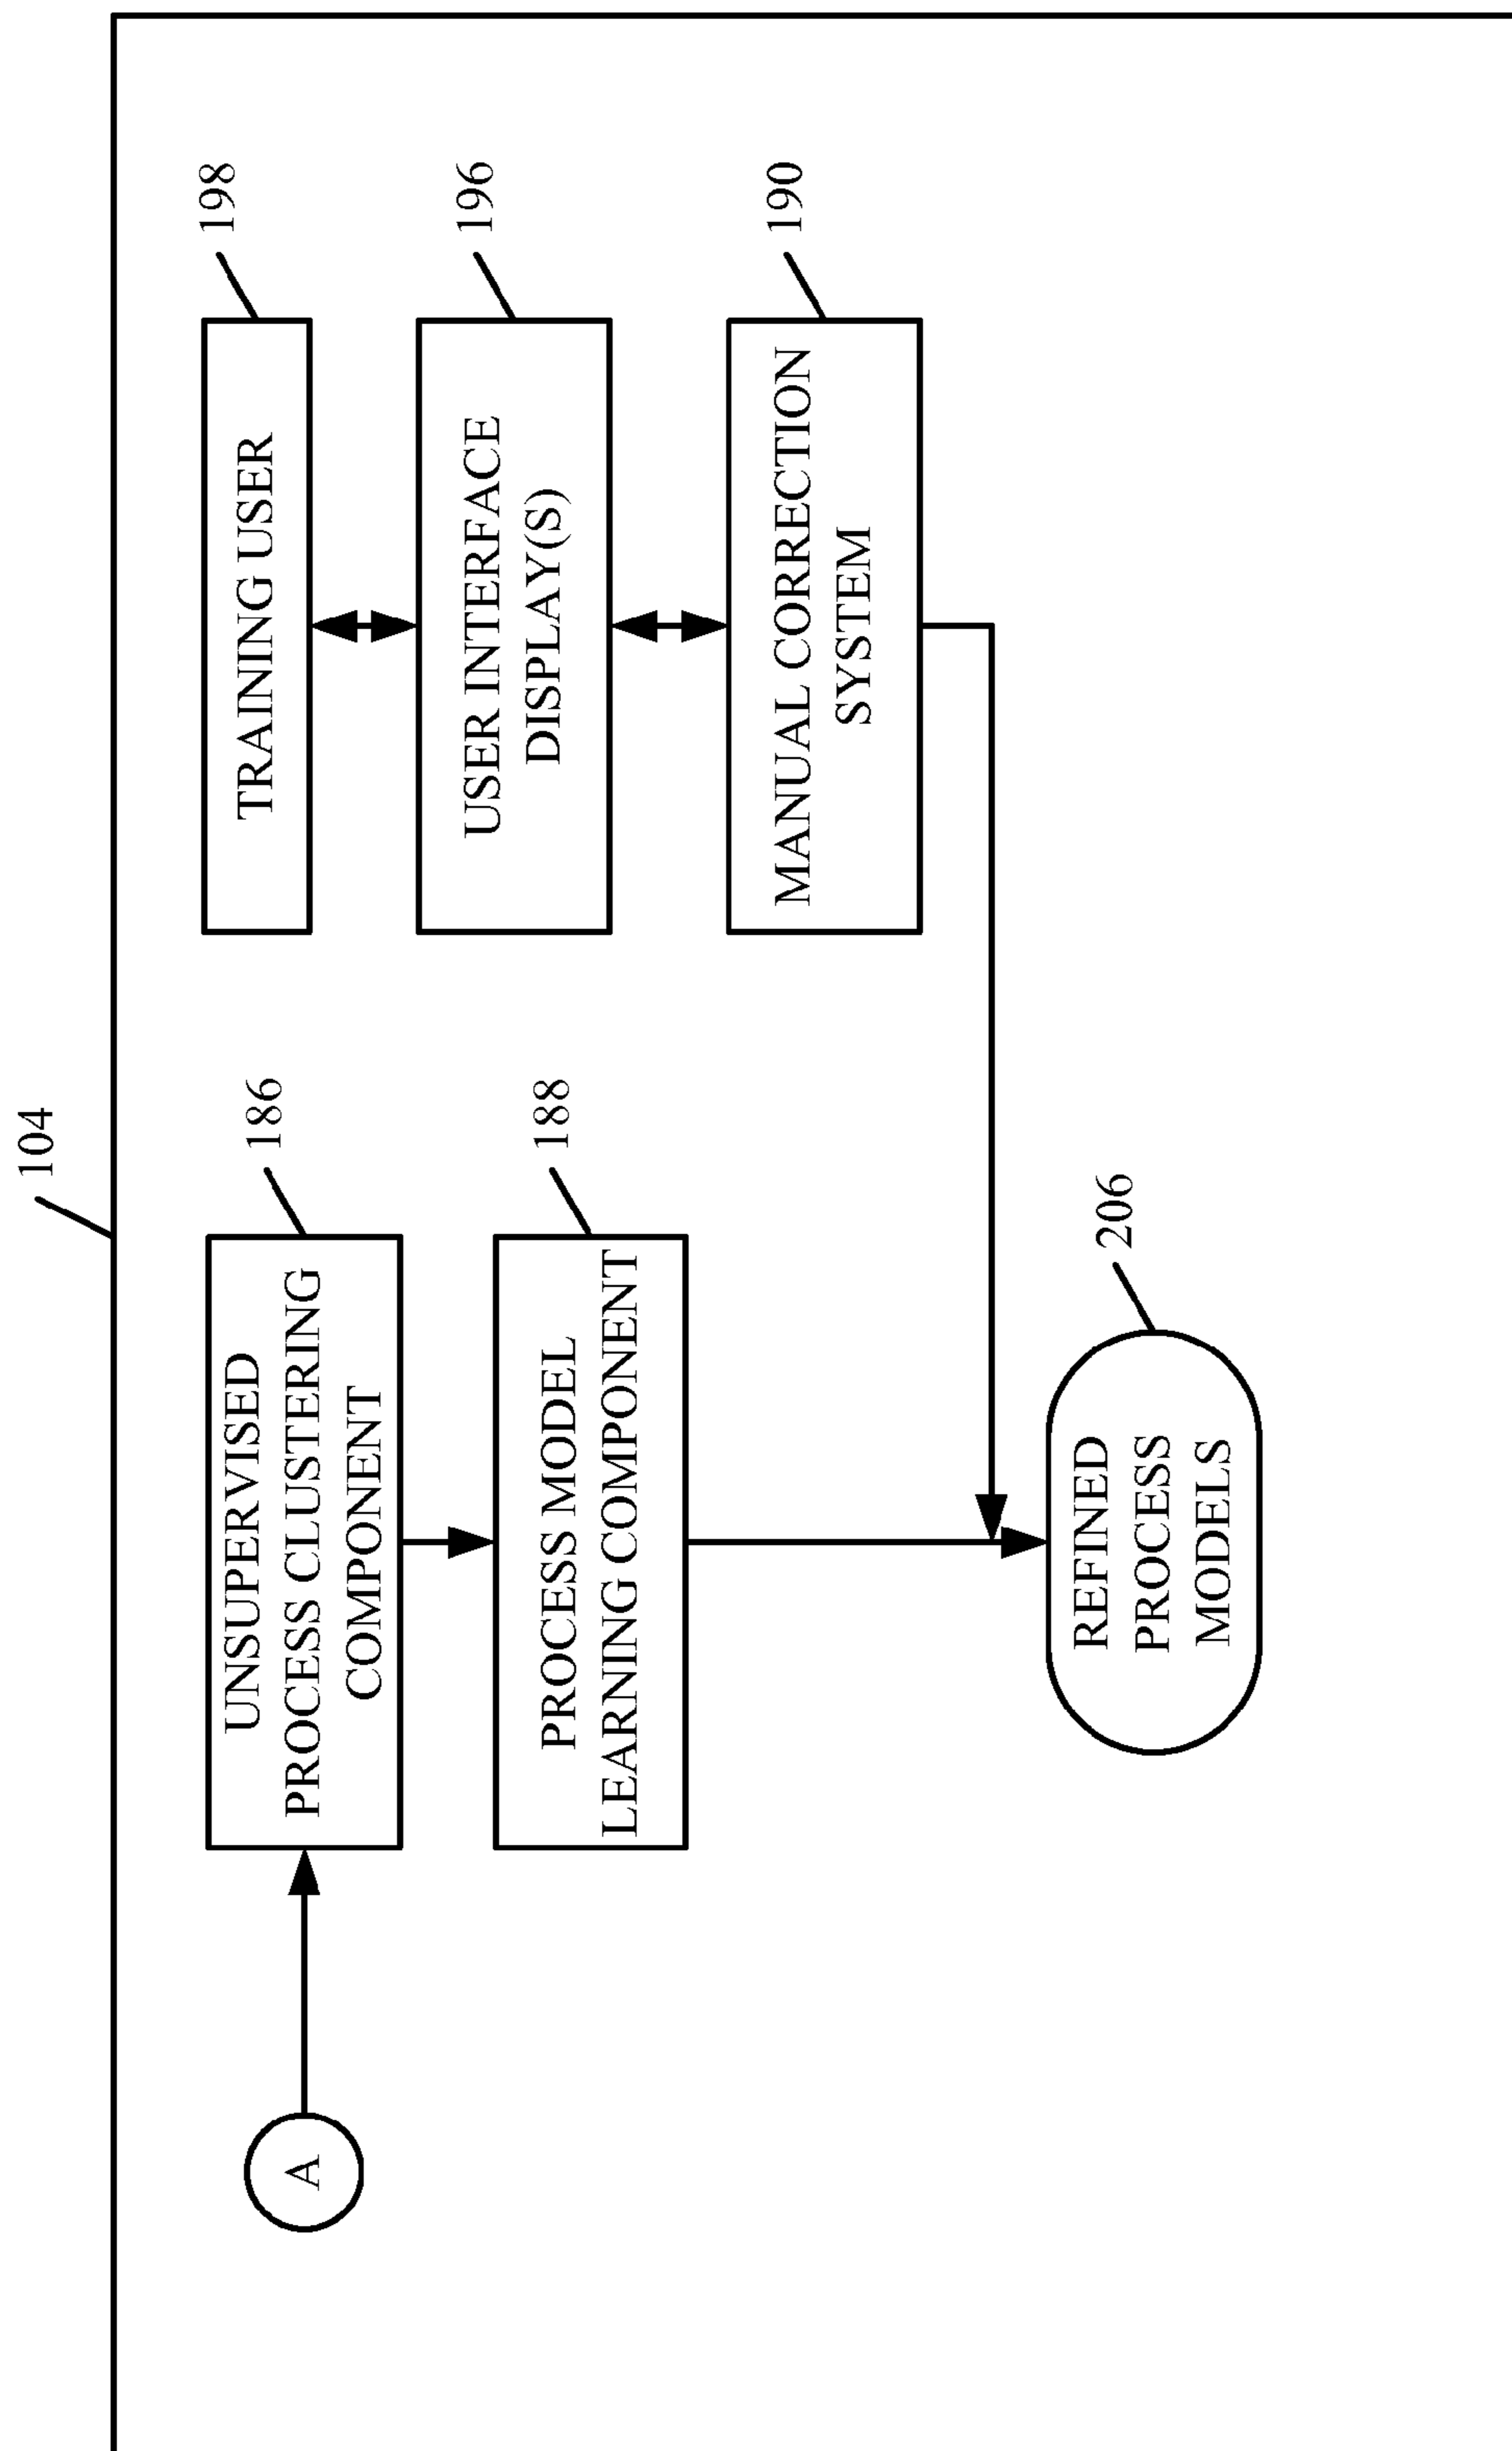 104
186
UNSUPERVISED
PROCESS CLUSTERING
COMPONENT
A
188
PROCESS MODEL
LEARNING COMPONENT
198
TRAINING USER
196
USER INTERFACE
DISPLAY(S)
190
MANUAL CORRECTION
SYSTEM
206
REFINED
PROCESS
MODELS